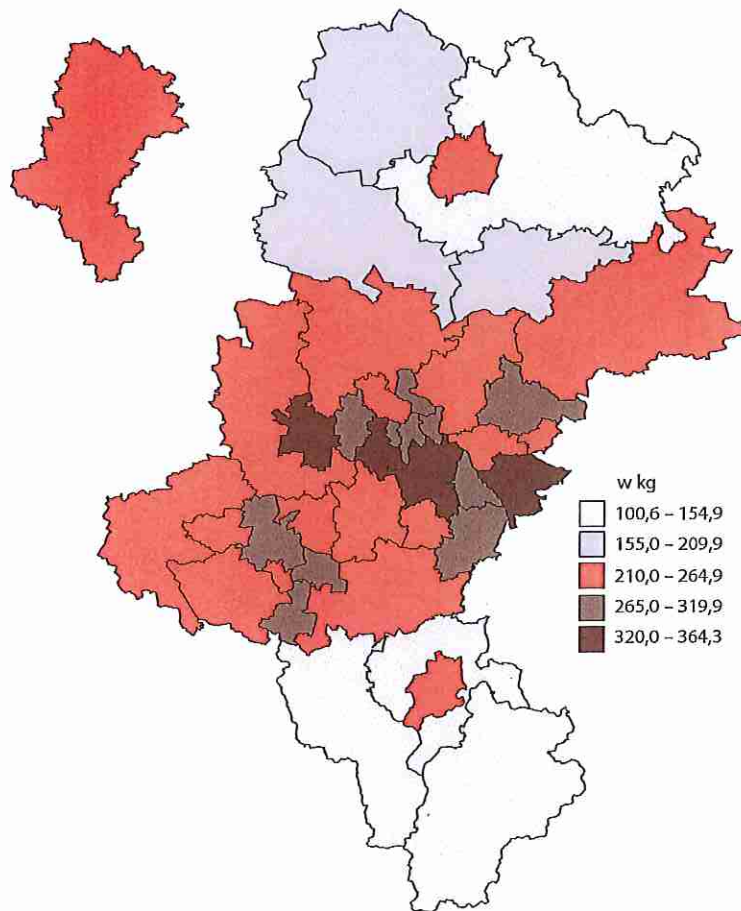 w kg
100,6 – 154,9
155,0 – 209,9
210,0 – 264,9
265,0 – 319,9
320,0 – 364,3